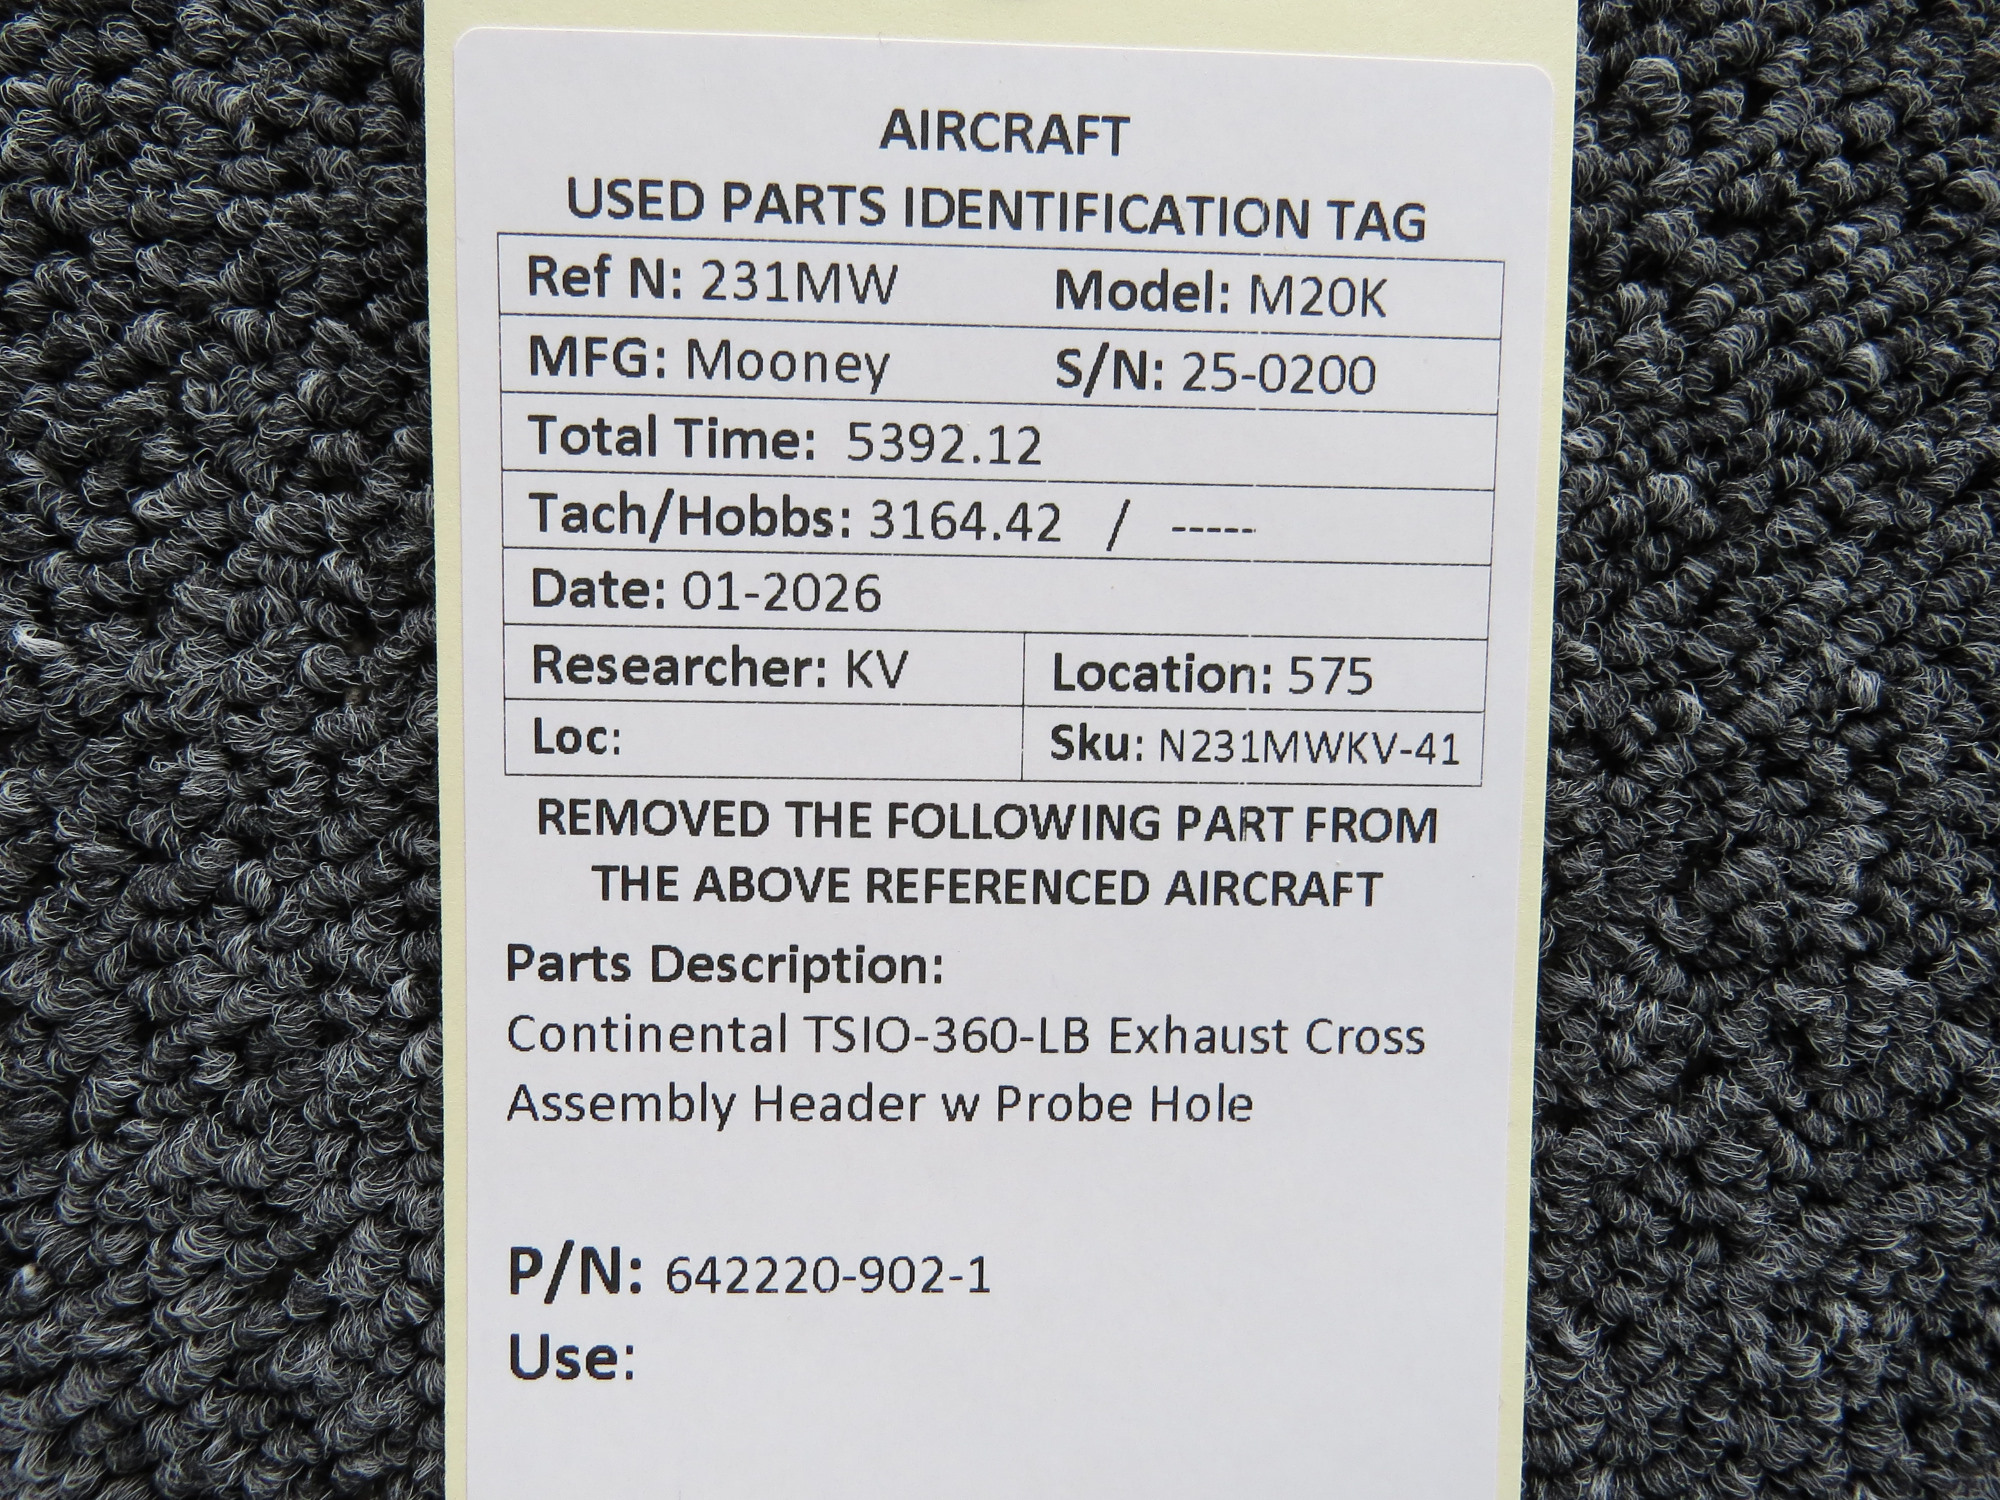 AIRCRAFT
USED PARTS IDENTIFICATION TAG
Ref N: 231MW Model: M20K
MFG: Mooney S/N: 25-0200
Total Time: 5392.12
Tach/Hobbs: 3164.42 / -----
Date: 01-2026
Researcher: KV Location: 575
Loc: Sku: N231MWKV-41
REMOVED THE FOLLOWING PART FROM
THE ABOVE REFERENCED AIRCRAFT
Parts Description:
Continental TSIO-360-LB Exhaust Cross
Assembly Header w Probe Hole
P/N: 642220-902-1
Use: